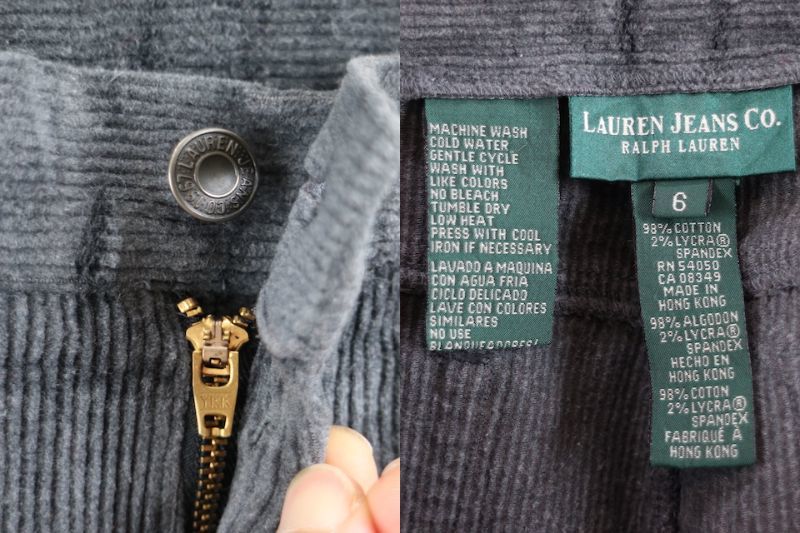 LAUREN JEANS CO
YKK
MACHINE WASH
COLD WATER
GENTLE CYCLE
WASH WITH
LIKE COLORS
NO BLEACH
TUMBLE DRY
LOW HEAT
PRESS WITH COOL
IRON IF NECESSARY
LAVADO A MAQUINA
CON AGUA FRIA
CICLO DELICADO
LAVE CON COLORES
SIMILARES
NO USE
BLANQUEADORES/
LAUREN JEANS CO.
RALPH LAUREN
6
98% COTTON
2% LYCRA®
SPANDEX
RN 54050
CA 08349
MADE IN
HONG KONG
98% ALGODON
2% LYCRA®
SPANDEX
HECHO EN
HONG KONG
98% COTON
2% LYCRA®
SPANDEX
FABRIQUÉ À
HONG KONG